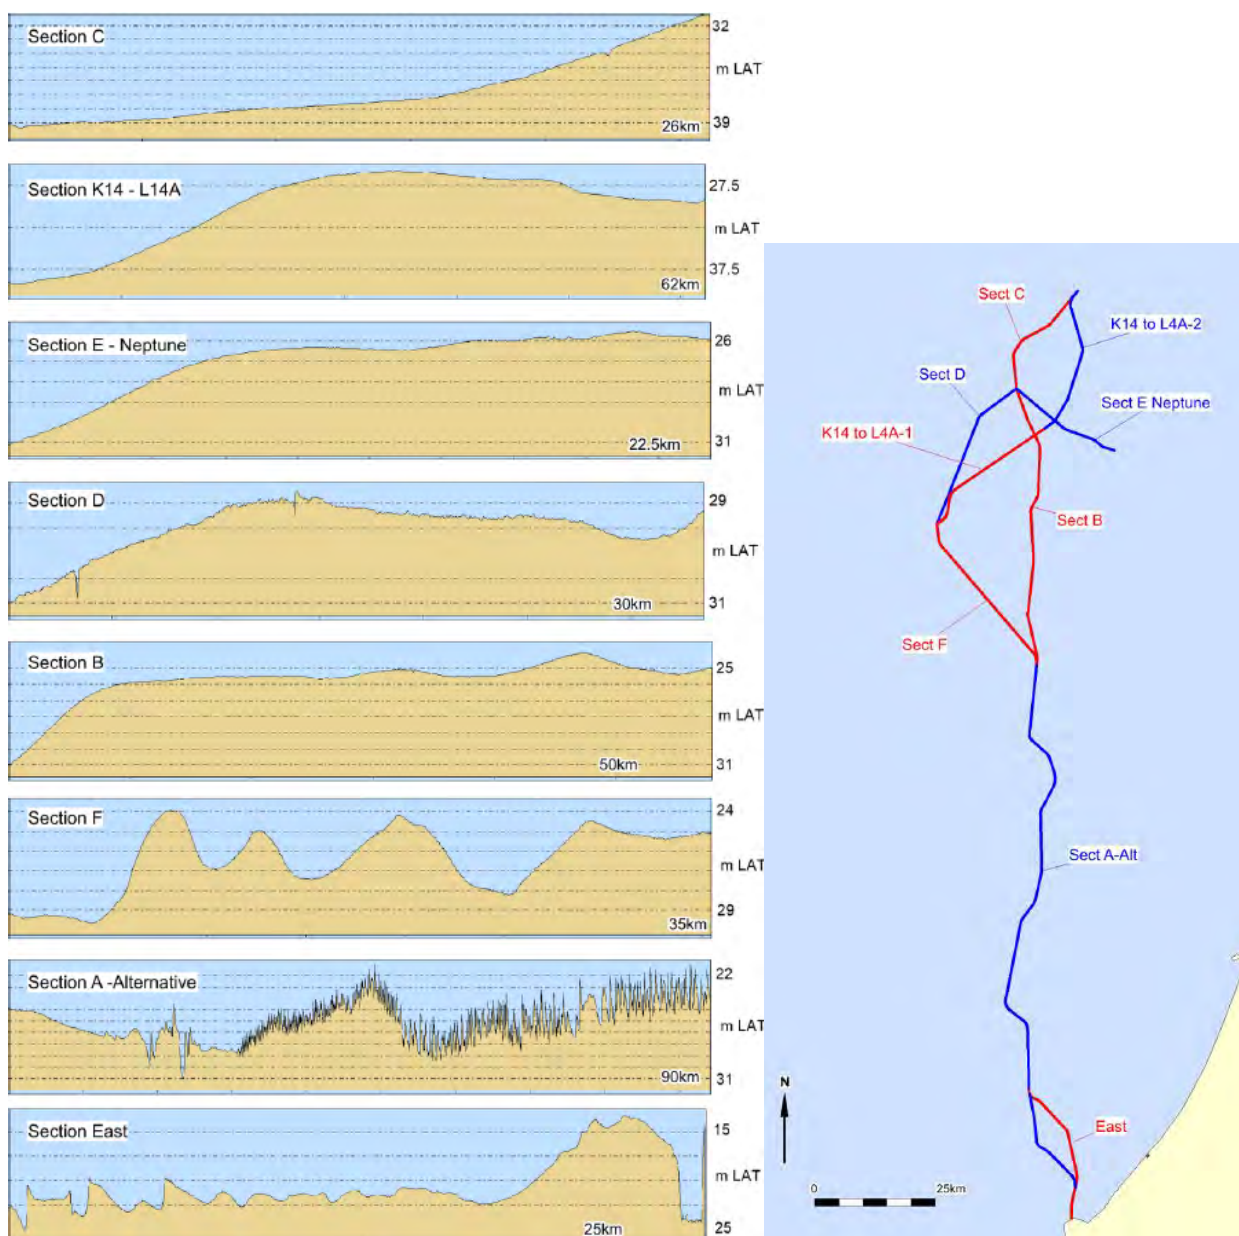 Section C
32
m LAT
39
26km
Section K14 - L14A
27.5
m LAT
37.5
62km
Section E - Neptune
26
m LAT
31
22.5km
Section D
29
m LAT
31
30km
Section B
25
m LAT
31
50km
Section F
24
m LAT
29
35km
Section A -Alternative
22
m LAT
31
90km
Section East
15
m LAT
25
25km
Sect C
K14 to L4A-2
Sect D
Sect E Neptune
K14 to L4A-1
Sect B
Sect F
Sect A-Alt
N
East
0
25km